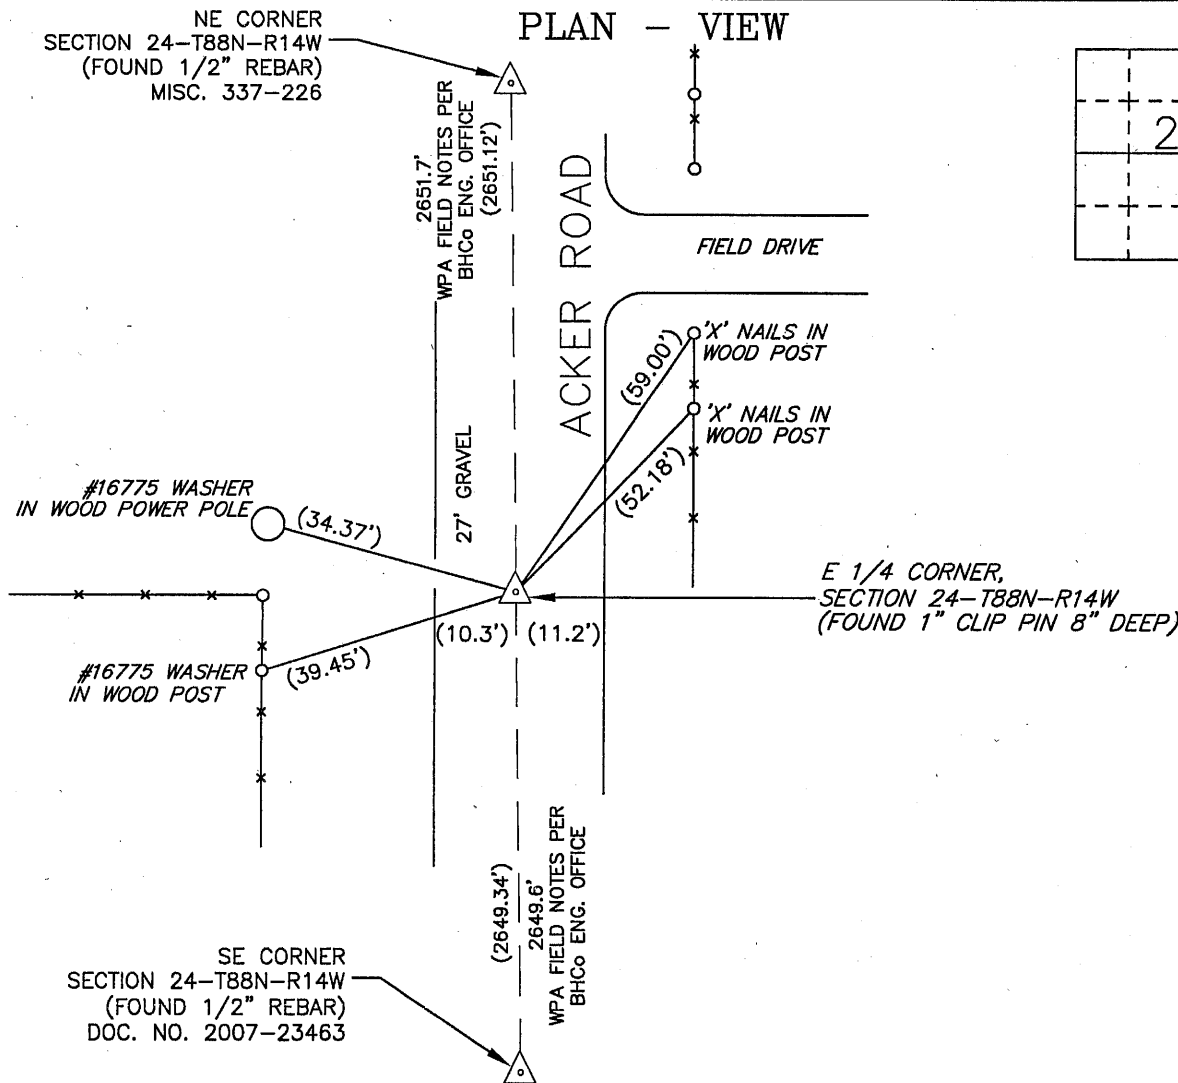 PLAN - VIEW
NE CORNER
SECTION 24-T88N-R14W
(FOUND 1/2" REBAR)
MISC. 337-226
2651.7'
WPA FIELD NOTES PER
BHCo ENG. OFFICE
(2651.12')
2
ACKER ROAD
FIELD DRIVE
'X' NAILS IN
WOOD POST
(59.00')
'X' NAILS IN
WOOD POST
(52.18')
27' GRAVEL
#16775 WASHER
IN WOOD POWER POLE
(34.37')
E 1/4 CORNER,
SECTION 24-T88N-R14W
(FOUND 1" CLIP PIN 8" DEEP)
(10.3')
(11.2')
#16775 WASHER
IN WOOD POST
(39.45')
(2649.34')
2649.6'
WPA FIELD NOTES PER
BHCo ENG. OFFICE
SE CORNER
SECTION 24-T88N-R14W
(FOUND 1/2" REBAR)
DOC. NO. 2007-23463